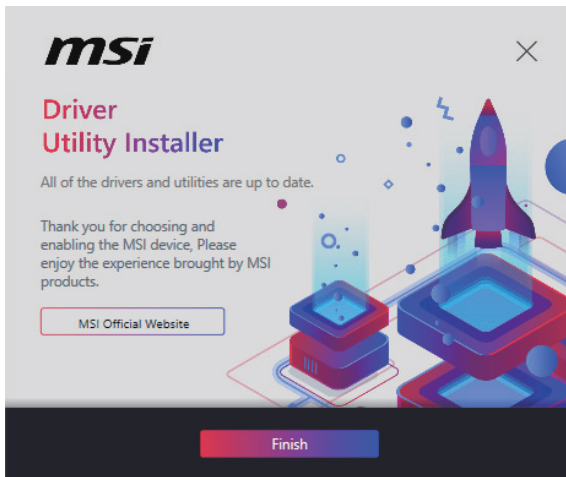 msi
Driver
Utility Installer
All of the drivers and utilities are up to date.
Thank you for choosing and
enabling the MSI device, Please
enjoy the experience brought by MSI
products.
MSI Official Website
Finish